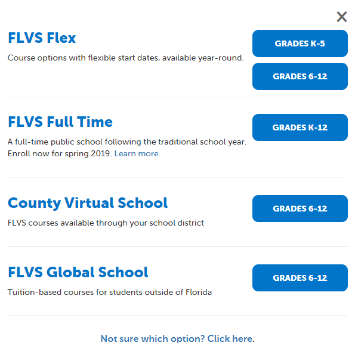 ×
FLVS Flex
GRADES K-5
Course options with flexible start dates, available year-round.
GRADES 6-12
FLVS Full Time
GRADES K-12
A full-time public school following the traditional school year.
Enroll now for spring 2019. Learn more.
County Virtual School
GRADES 6-12
FLVS courses available through your school district
FLVS Global School
GRADES 6-12
Tuition-based courses for students outside of Florida
Not sure which option? Click here.